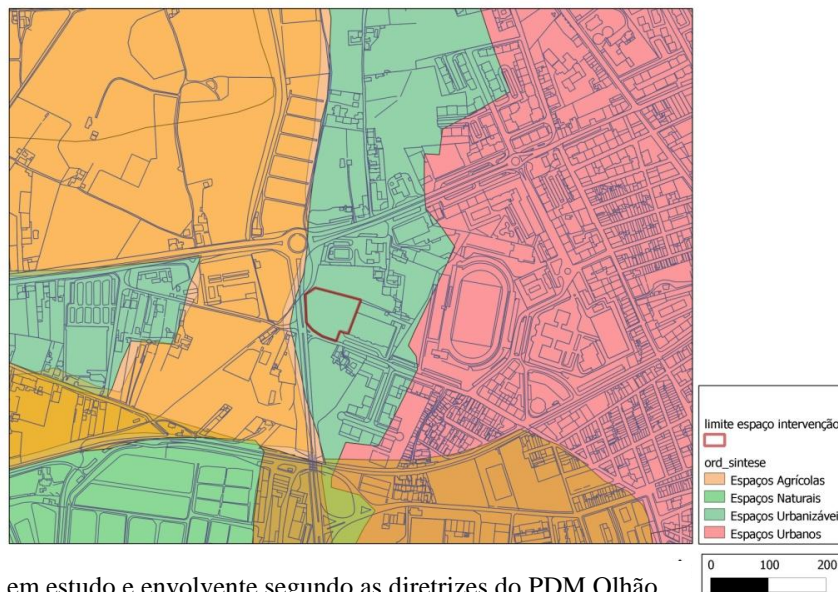 limite espaço intervenção
ord_sintese
Espaços Agrícolas
Espaços Naturais
Espaços Urbanizávei
Espaços Urbanos
0 100 200
em estudo e envolvente segundo as diretrizes do PDM Olhão